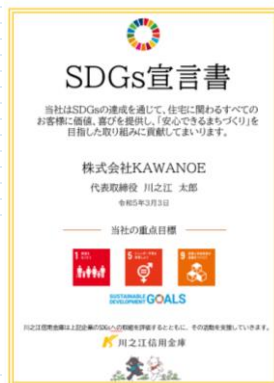 SDGs宣言書
当社はSDGsの達成を通じて、住宅に関わるすべての
お客様に価値、喜びを提供し、「安心できるまちづくり」を
目指した取り組みに貢献してまいります。
株式会社KAWANOE
代表取締役 川之江 太郎
令和5年3月3日
当社の重点目標
1
5
9
SUSTAINABLE
DEVELOPMENT GOALS
川之江信用金庫は上記企業のSDGsへの取組を評価するとともに、その活動を支援していきます。
川之江信用金庫